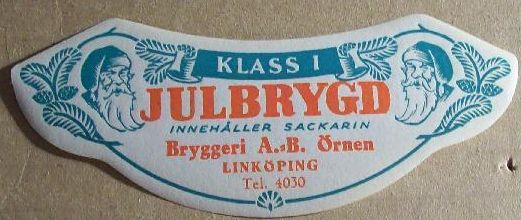 KLASS I
JULBRYGD
INNEHÅLLER SACKARIN
Bryggeri A.-B. Örnen
LINKÖPING
Tel. 4030